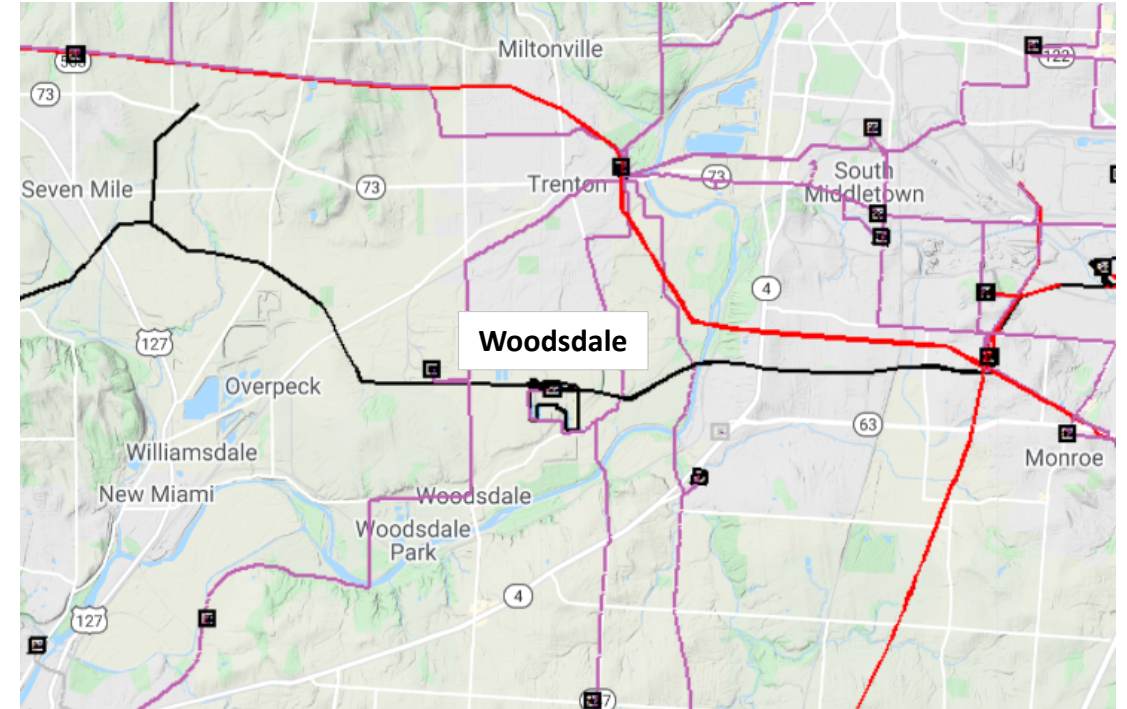 Miltonville
503
122
73
Seven Mile
73
Trenton
73
South
Middletown
4
127
Woodsdale
Overpeck
63
Williamsdale
Monroe
New Miami
Woodsdale
Woodsdale
Park
4
127